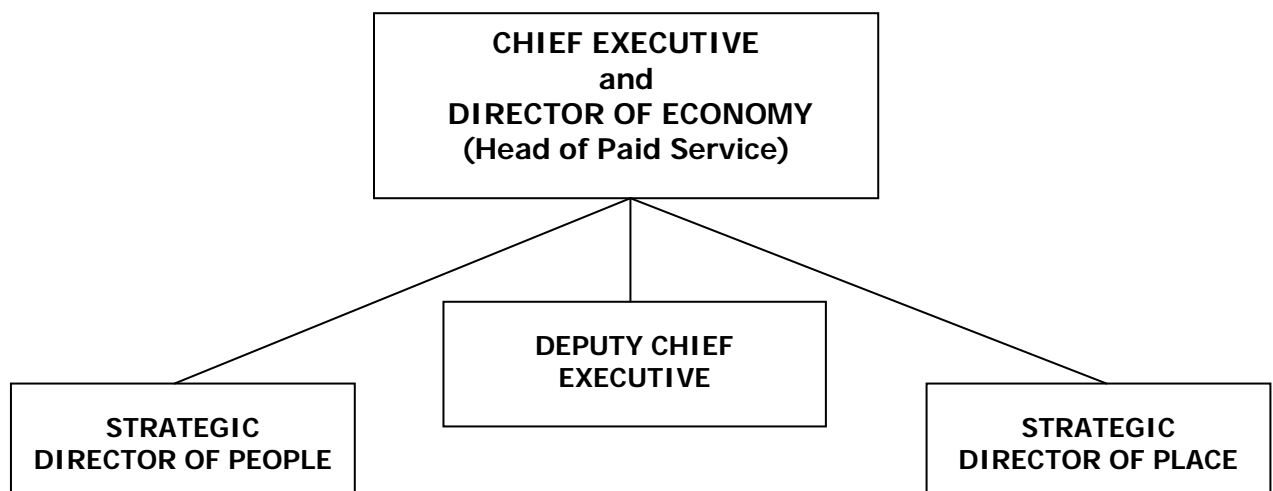 CHIEF EXECUTIVE
and
DIRECTOR OF ECONOMY
(Head of Paid Service)
DEPUTY CHIEF
EXECUTIVE
STRATEGIC
DIRECTOR OF PEOPLE
STRATEGIC
DIRECTOR OF PLACE